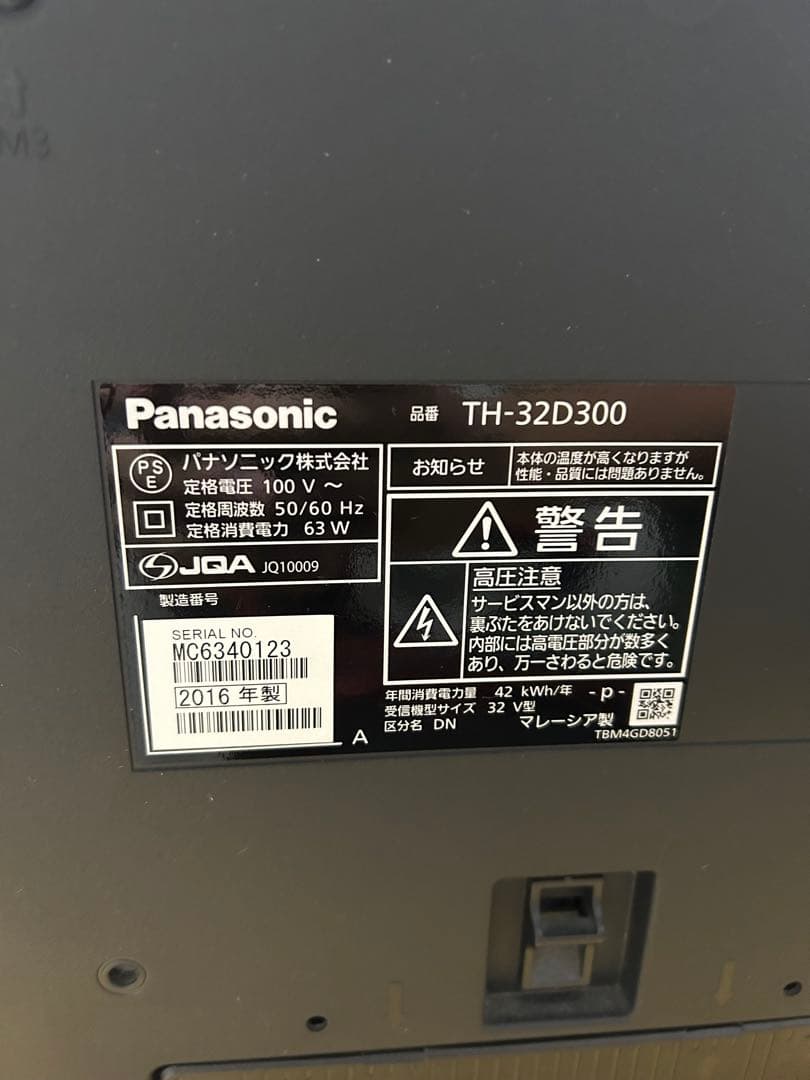 M3
Panasonic 品番 TH-32D300
PS
E
パナソニック株式会社
定格電圧 100 V ～
定格周波数 50/60 Hz
定格消費電力 63 W
JQA JQ10009
製造番号
SERIAL NO.
MC6340123
2016 年製
A
お知らせ
本体の温度が高くなりますが
性能・品質には問題ありません。
警告
高圧注意
サービスマン以外の方は、
裏ぶたをあけないでください。
内部には高電圧部分が数多く
あり、万一さわると危険です。
年間消費電力量 42 kWh/年 -p-
受信機型サイズ 32 V型
区分名 DN マレーシア製
TBM4GD8051